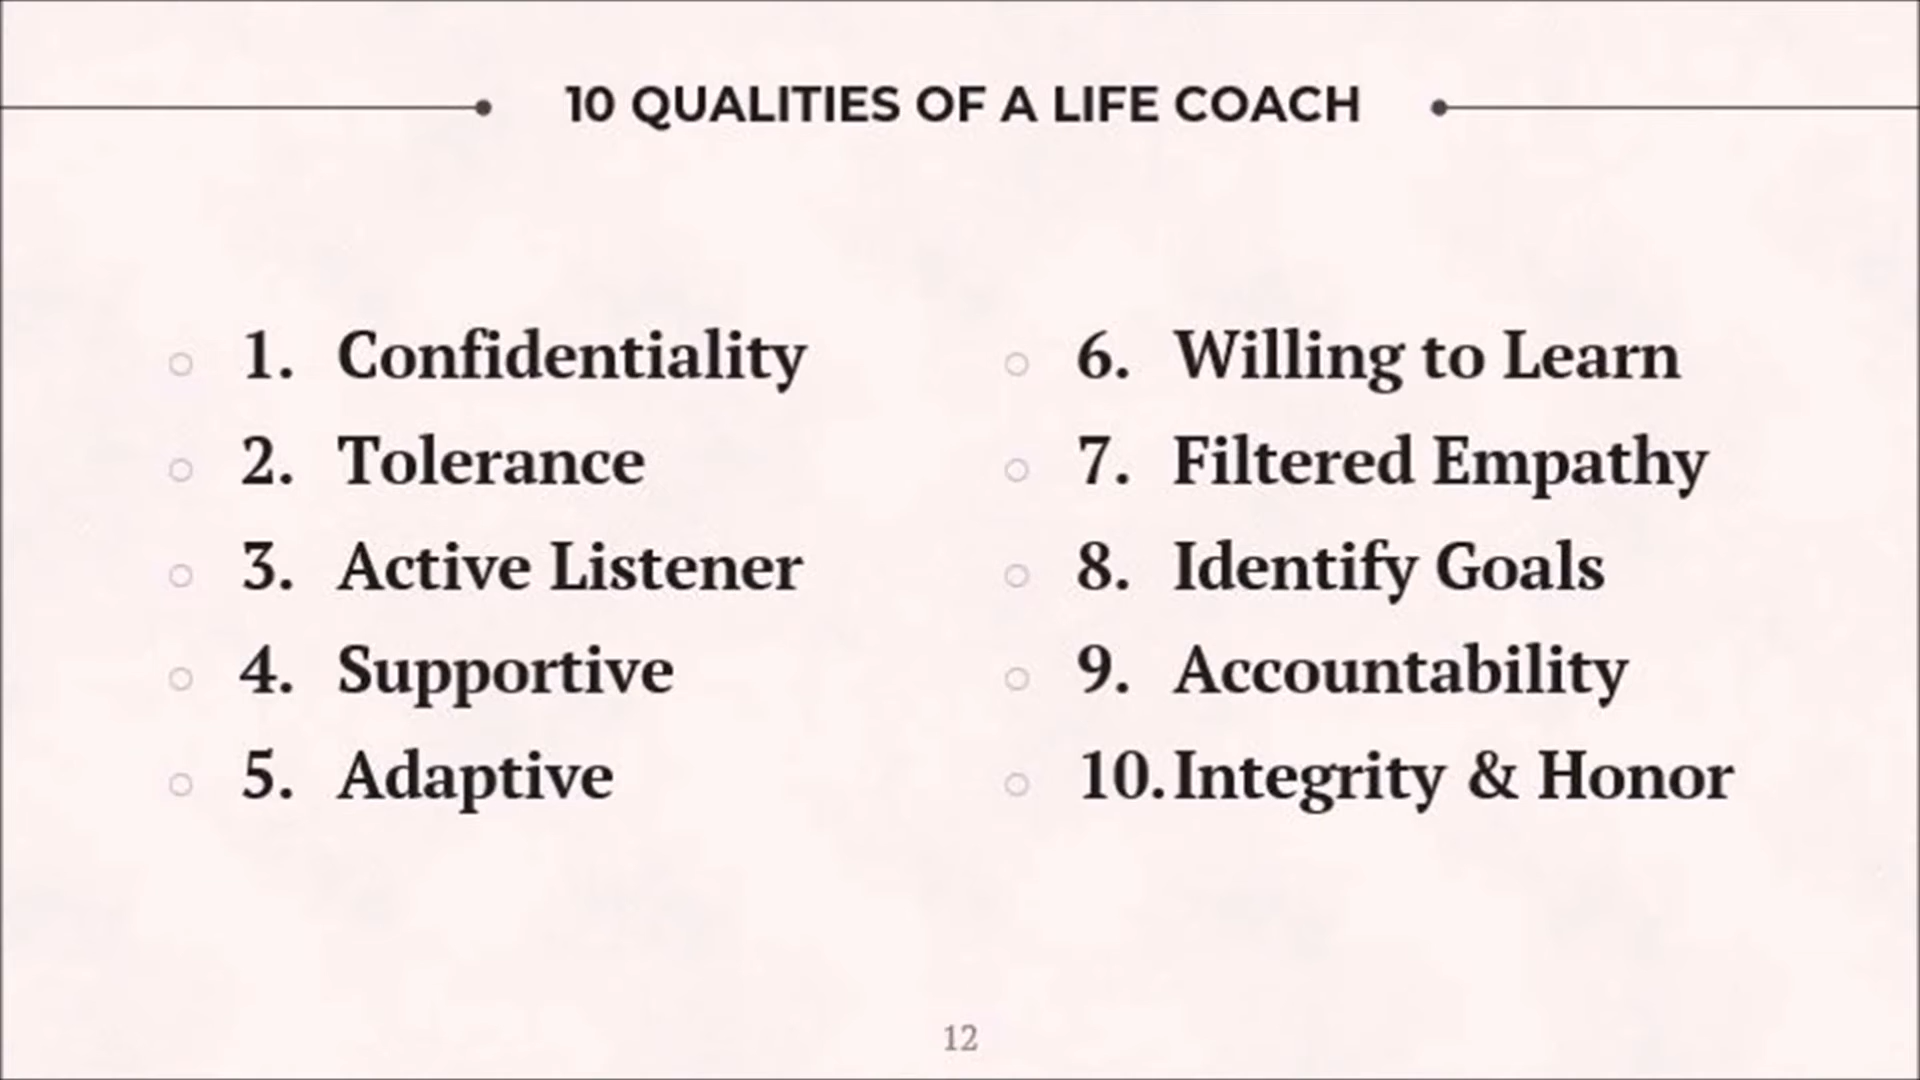 10 QUALITIES OF A LIFE COACH
1. Confidentiality
2. Tolerance
3. Active Listener
4. Supportive
5. Adaptive
6. Willing to Learn
7. Filtered Empathy
8. Identify Goals
9. Accountability
10. Integrity & Honor
12